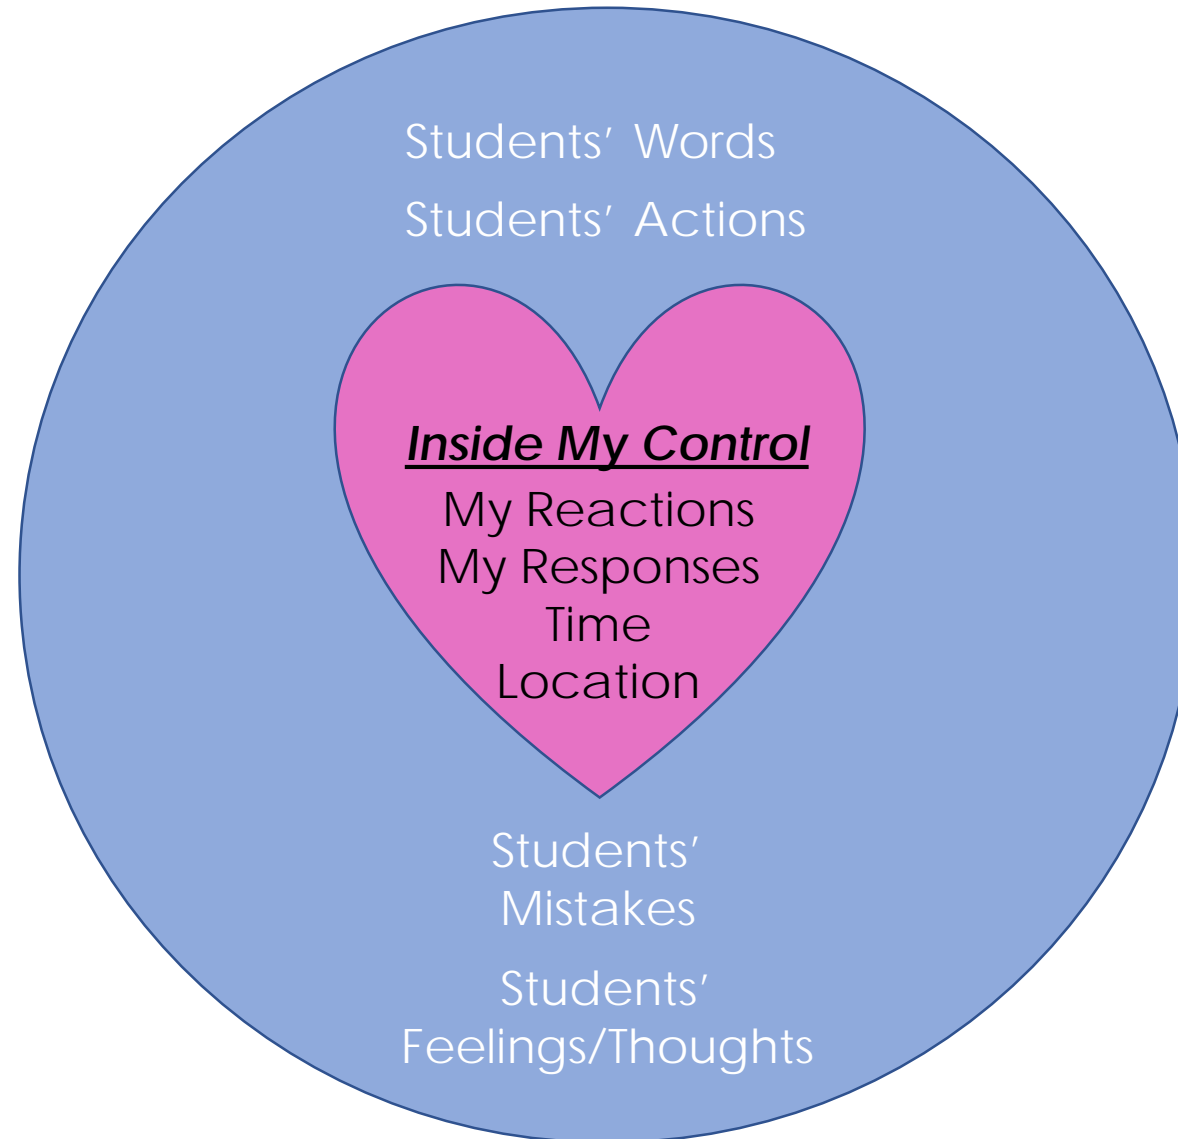 Students’ Words
Students’ Actions
Inside My Control
My Reactions
My Responses
Time
Location
Students’
Mistakes
Students’
Feelings/Thoughts